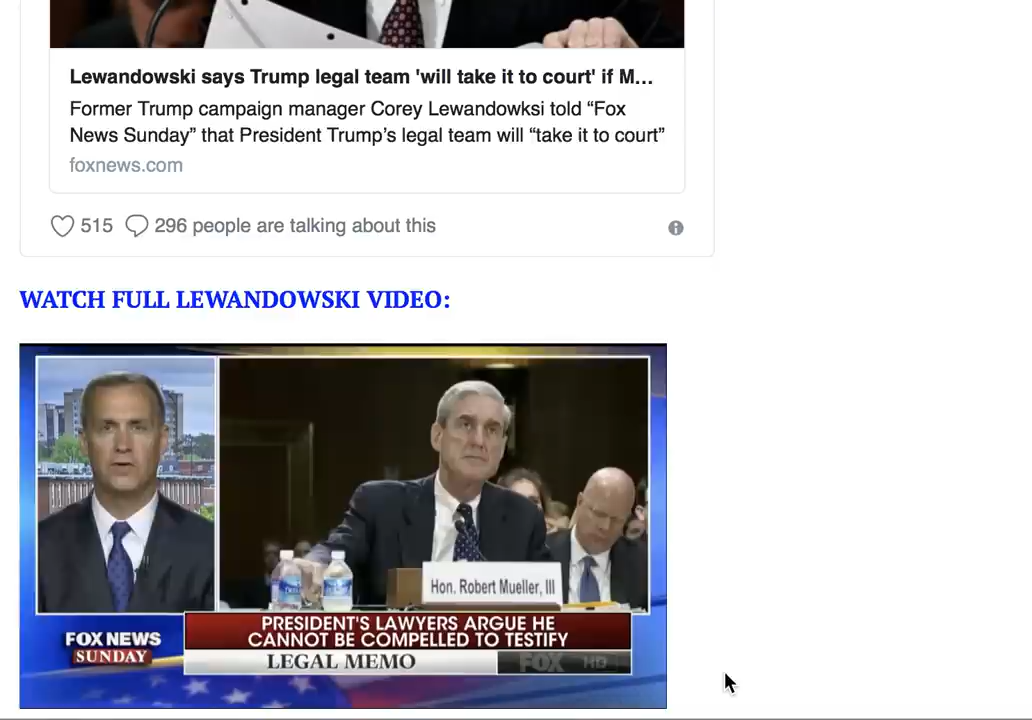 Lewandowski says Trump legal team 'will take it to court' if M...
Former Trump campaign manager Corey Lewandowksi told “Fox
News Sunday” that President Trump’s legal team will “take it to court”
foxnews.com
515 296 people are talking about this
WATCH FULL LEWANDOWSKI VIDEO:
Hon. Robert Mueller, III
PRESIDENT'S LAWYERS ARGUE HE
CANNOT BE COMPELLED TO TESTIFY
FOX NEWS
SUNDAY
LEGAL MEMO
FOX HD